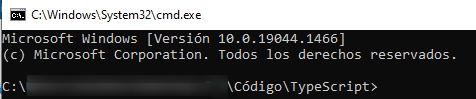 C:\Windows\System32\cmd.exe
Microsoft Windows [Versión 10.0.19044.1466]
(c) Microsoft Corporation. Todos los derechos reservados.
C:\ \Código\TypeScript>